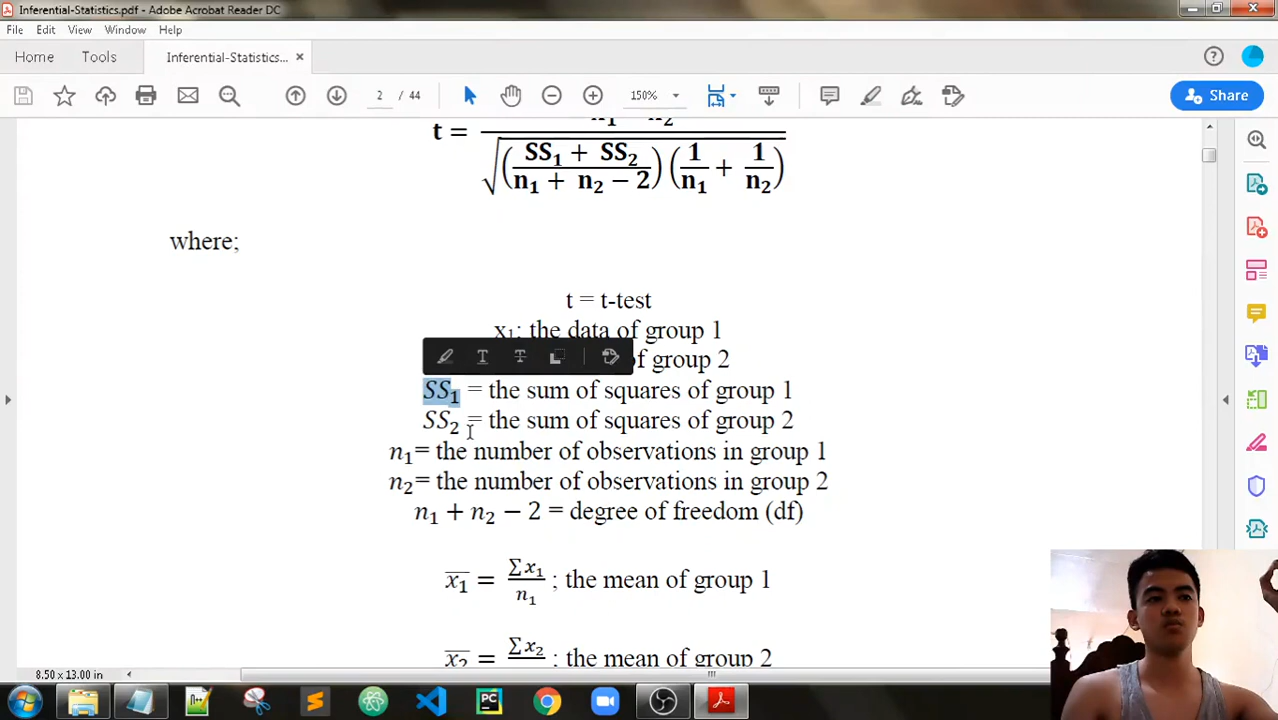 Inferential-Statistics.pdf - Adobe Acrobat Reader DC
File Edit View Window Help
Home Tools Inferential-Statistics... ×
2 / 44 150% Share
t = 
SS₁ + SS₂ 1 1
n₁ + n₂ − 2 n₁ + n₂
where;
t = t-test
x₁: the data of group 1
of group 2
SS₁ = the sum of squares of group 1
SS₂ = the sum of squares of group 2
n₁= the number of observations in group 1
n₂= the number of observations in group 2
n₁ + n₂ − 2 = degree of freedom (df)
x̄₁ = ∑x₁ / n₁ ; the mean of group 1
x̄₂ = ∑x₂ ; the mean of group 2
8.50 x 13.00 in
PC